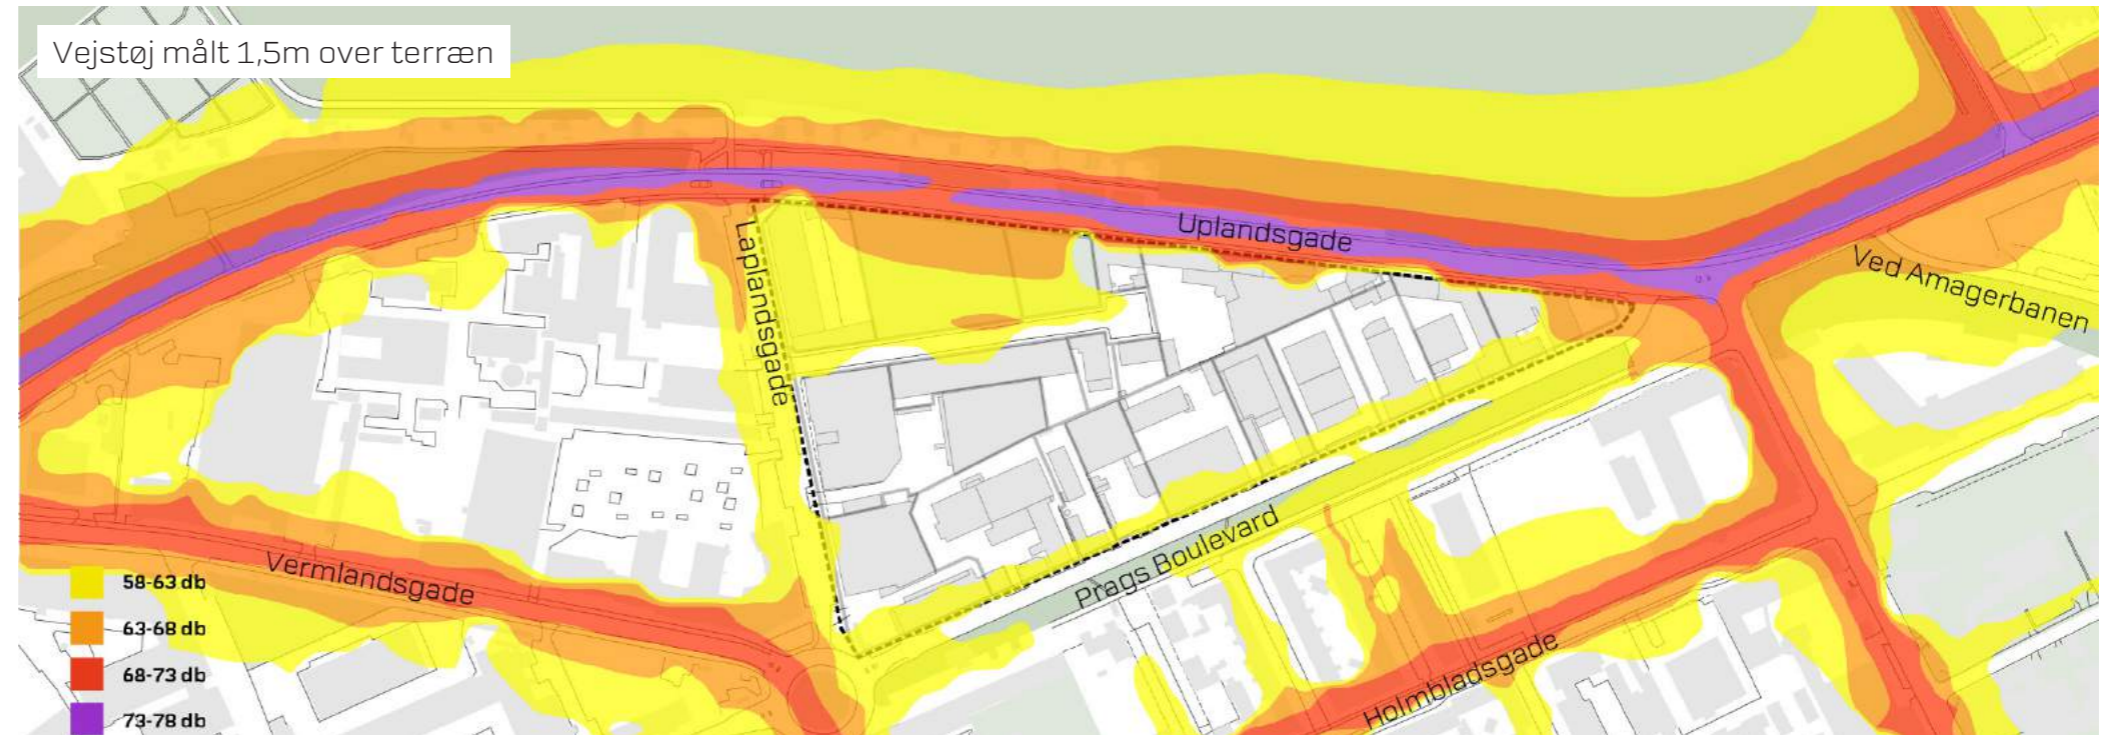 Vejstøj målt 1,5m over terræn
Uplandsgade
Laplandsgade
Ved Amagerbanen
Prags Boulevard
Vermlandsgade
Holmbladsgade
58-63 db
63-68 db
68-73 db
73-78 db